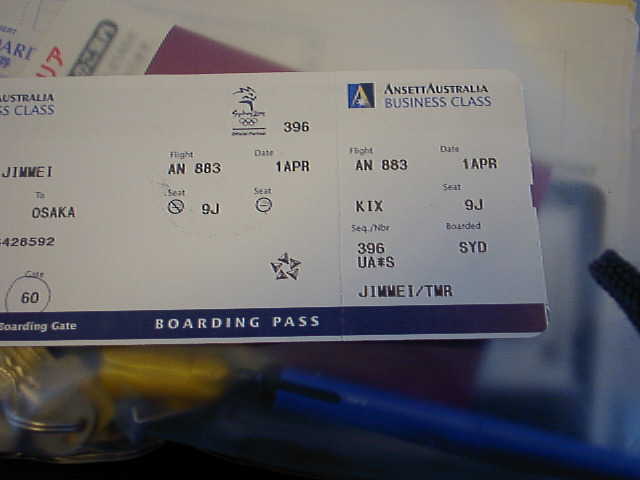 AUSTRALIA
SS CLASS
396
ANSETT AUSTRALIA
BUSINESS CLASS
JIMMEI
Flight Date
AN 883 1APR
Flight Date
AN 883 1APR
To
OSAKA
Seat Seat
9J
Seat
KIX 9J
428592
Seq./Nbr Boarded
396 SYD
UA*S
Gate
60
JIMMEI/TMR
Boarding Gate
BOARDING PASS